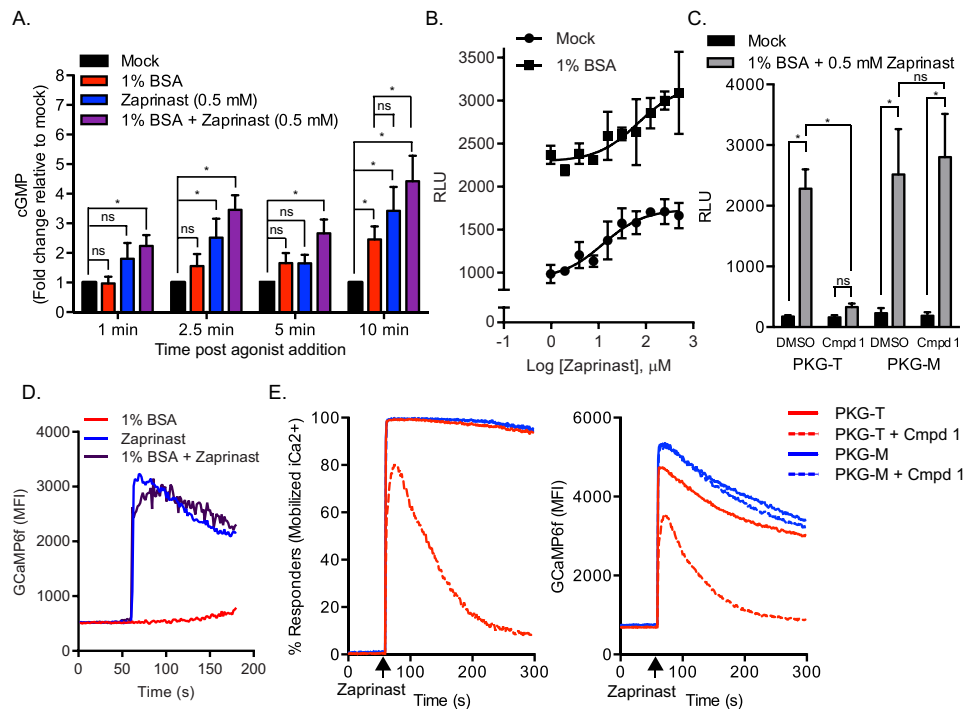 A.
Mock
1% BSA
Zaprinast (0.5 mM)
1% BSA + Zaprinast (0.5 mM)
cGMP
(Fold change relative to mock)
8
7
6
5
4
3
2
1
0
ns
ns
*
ns
*
*
ns
ns
*
*
*
*
ns
*
1 min
2.5 min
5 min
10 min
Time post agonist addition
B.
Mock
1% BSA
RLU
3500
3000
2500
2000
1500
1000
0
-1
0
1
2
3
Log [Zaprinast], μM
C.
Mock
1% BSA + 0.5 mM Zaprinast
RLU
4000
3000
2000
1000
0
*
*
ns
*
ns
*
DMSO
Cmpd 1
DMSO
Cmpd 1
PKG-T
PKG-M
D.
1% BSA
Zaprinast
1% BSA + Zaprinast
GCaMP6f (MFI)
4000
3000
2000
1000
0
0
50
100
150
200
Time (s)
E.
% Responders (Mobilized iCa2+)
100
80
60
40
20
0
0
100
200
300
Zaprinast
Time (s)
GCaMP6f (MFI)
6000
4000
2000
0
0
100
200
300
Zaprinast
Time (s)
PKG-T
PKG-T + Cmpd 1
PKG-M
PKG-M + Cmpd 1